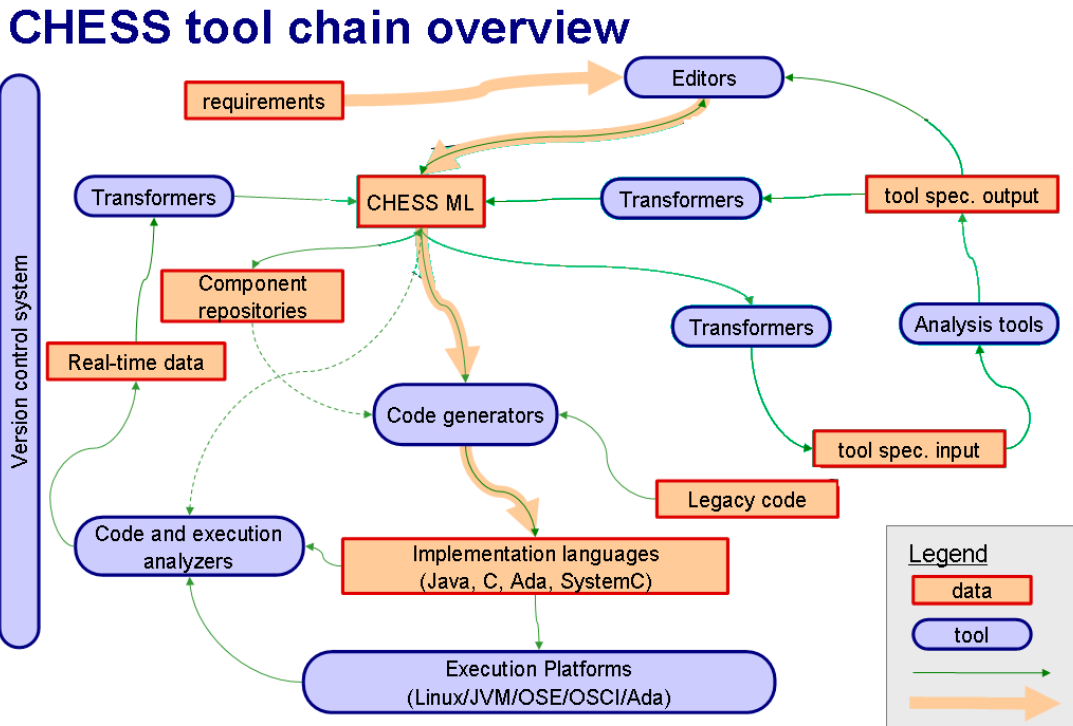 CHESS tool chain overview
Editors
requirements
Transformers
CHESS ML
Transformers
tool spec. output
Component
repositories
Transformers
Analysis tools
Real-time data
Version control system
Code generators
tool spec. input
Legacy code
Code and execution
analyzers
Implementation languages
(Java, C, Ada, SystemC)
Execution Platforms
(Linux/JVM/OSE/OSCI/Ada)
Legend
data
tool